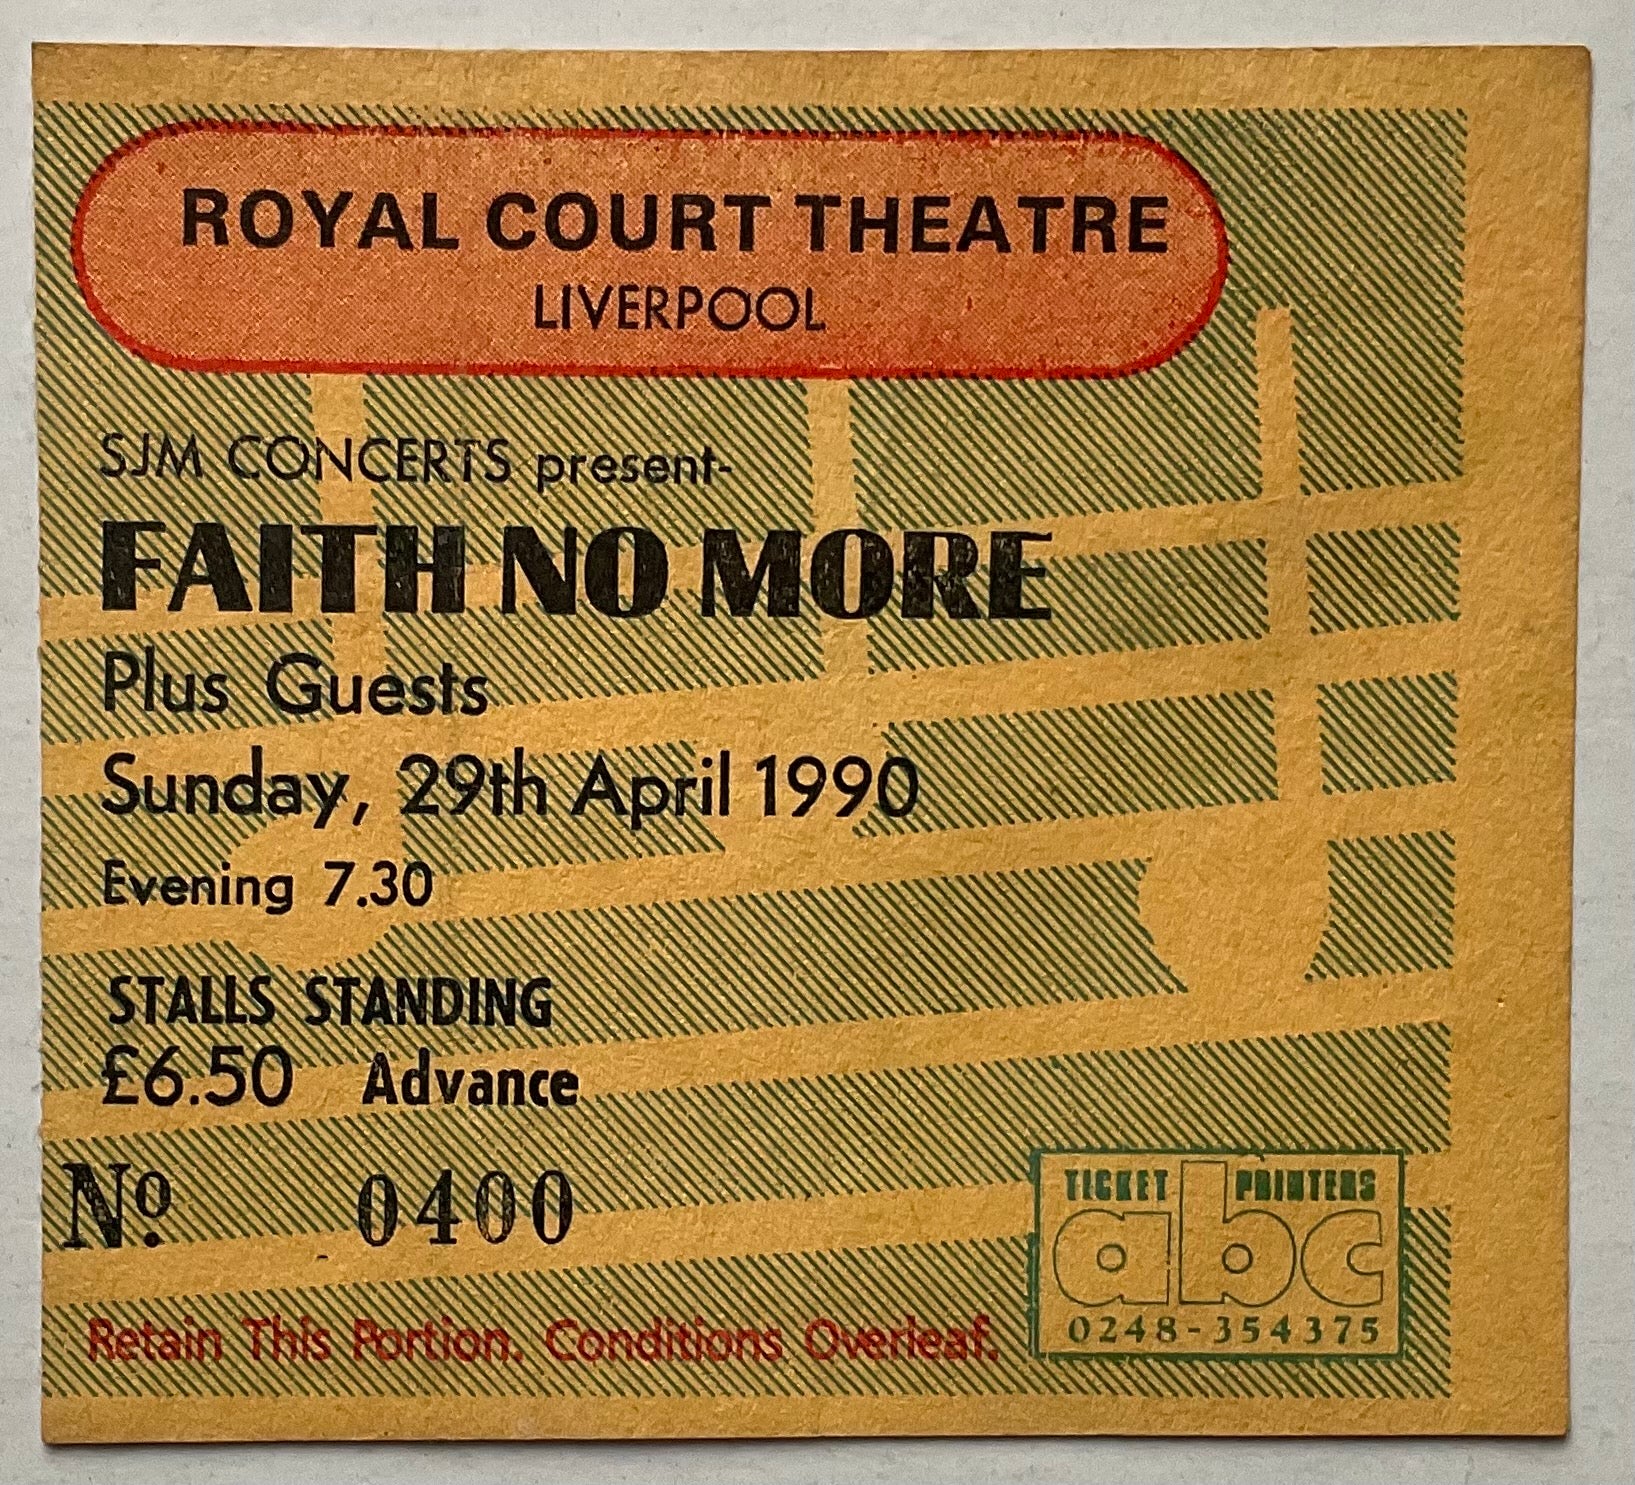 ROYAL COURT THEATRE
LIVERPOOL
SJM CONCERTS present-
FAITH NO MORE
Plus Guests
Sunday, 29th April 1990
Evening 7.30
STALLS STANDING
£6.50 Advance
Nº 0400
TICKET PRINTERS
abc
0248-354375
Retain This Portion. Conditions Overleaf.